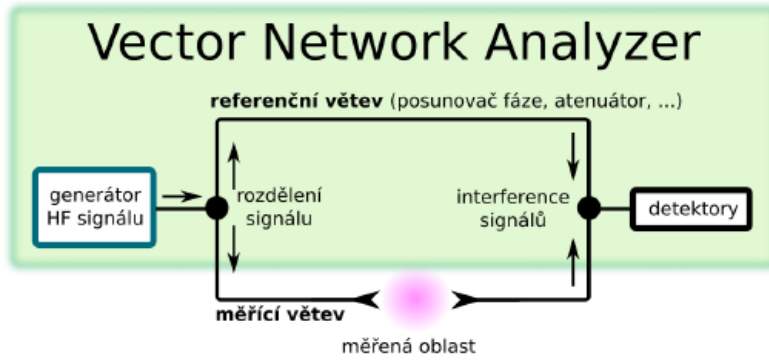 Vector Network Analyzer
referenční větev (posunovač fáze, atenuátor, ...)
generátor
HF signálu
rozdělení
signálu
interference
signálů
detektory
měřící větev
měřená oblast